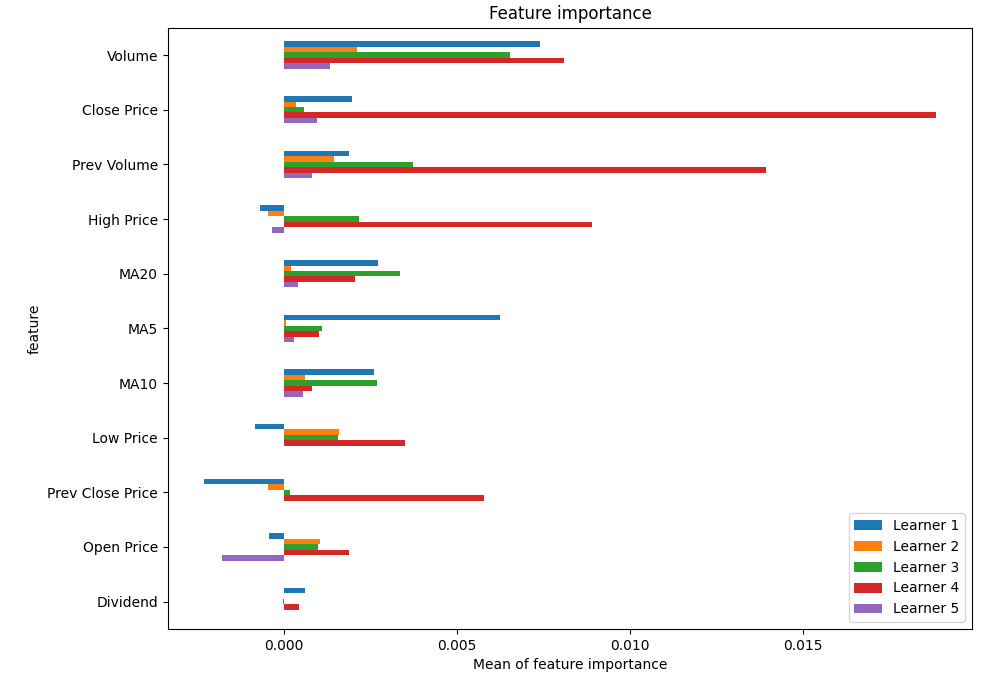 Feature importance
Volume
Close Price
Prev Volume
High Price
MA20
MA5
MA10
Low Price
Prev Close Price
Open Price
Dividend
feature
Learner 1
Learner 2
Learner 3
Learner 4
Learner 5
0.000 0.005 0.010 0.015
Mean of feature importance